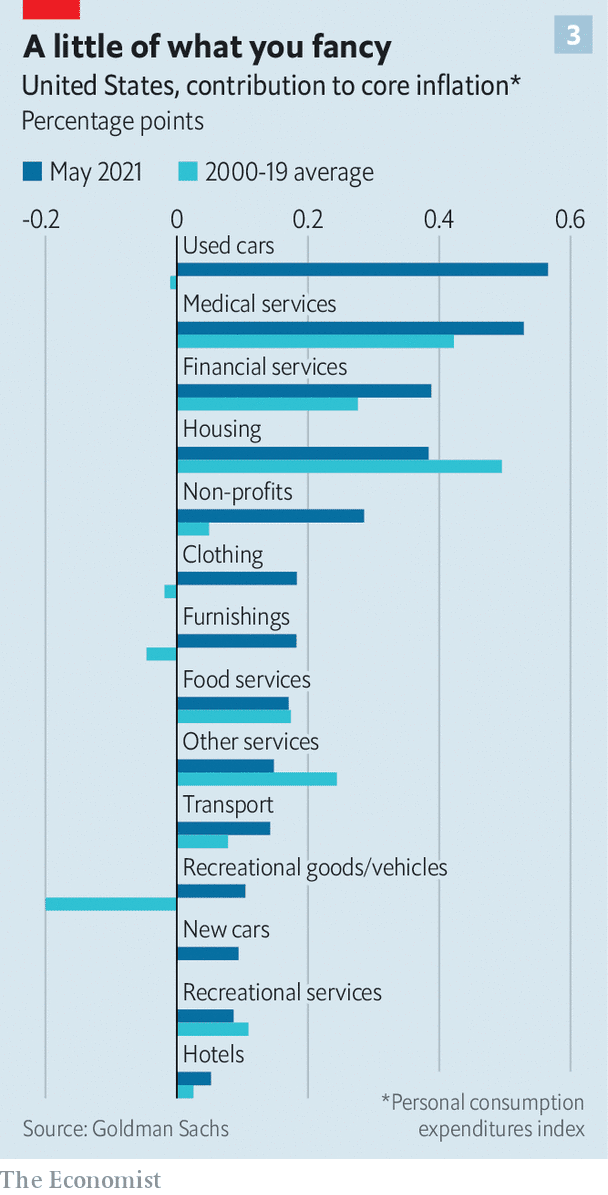 A little of what you fancy
3
United States, contribution to core inflation*
Percentage points
May 2021
2000-19 average
-0.2 0 0.2 0.4 0.6
Used cars
Medical services
Financial services
Housing
Non-profits
Clothing
Furnishings
Food services
Other services
Transport
Recreational goods/vehicles
New cars
Recreational services
Hotels
*Personal consumption
expenditures index
Source: Goldman Sachs
The Economist